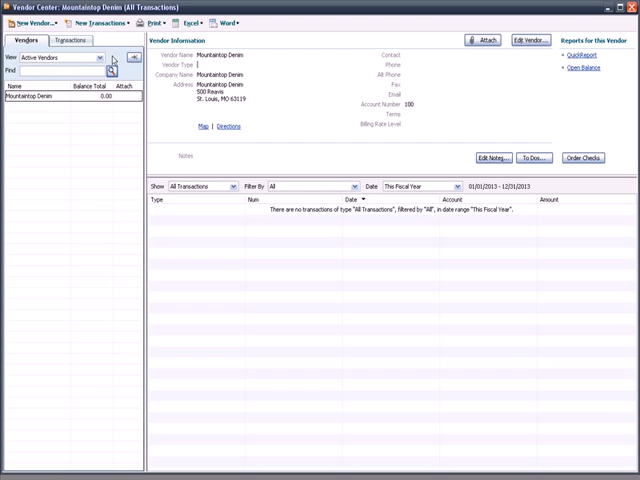 Vendor Center: Mountaintop Denim (All Transactions)
New Vendor... New Transactions Print Excel Word
Vendors Transactions
View Active Vendors
Find
Name Balance Total Attach
Mountaintop Denim 0.00
Vendor Information
Attach Edit Vendor...
Vendor Name Mountaintop Denim
Vendor Type
Company Name Mountaintop Denim
Address Mountaintop Denim
500 Reavis
St. Louis, MO 63119
Map | Directions
Contact
Phone
Alt Phone
Fax
Email
Account Number 100
Terms
Billing Rate Level
Reports for this Vendor
QuickReport
Open Balance
Notes
Edit Notes... To Dos... Order Checks
Show All Transactions Filter By All Date This Fiscal Year 01/01/2013 - 12/31/2013
Type Num Date Account Amount
There are no transactions of type "All Transactions", filtered by "All", in date range "This Fiscal Year".